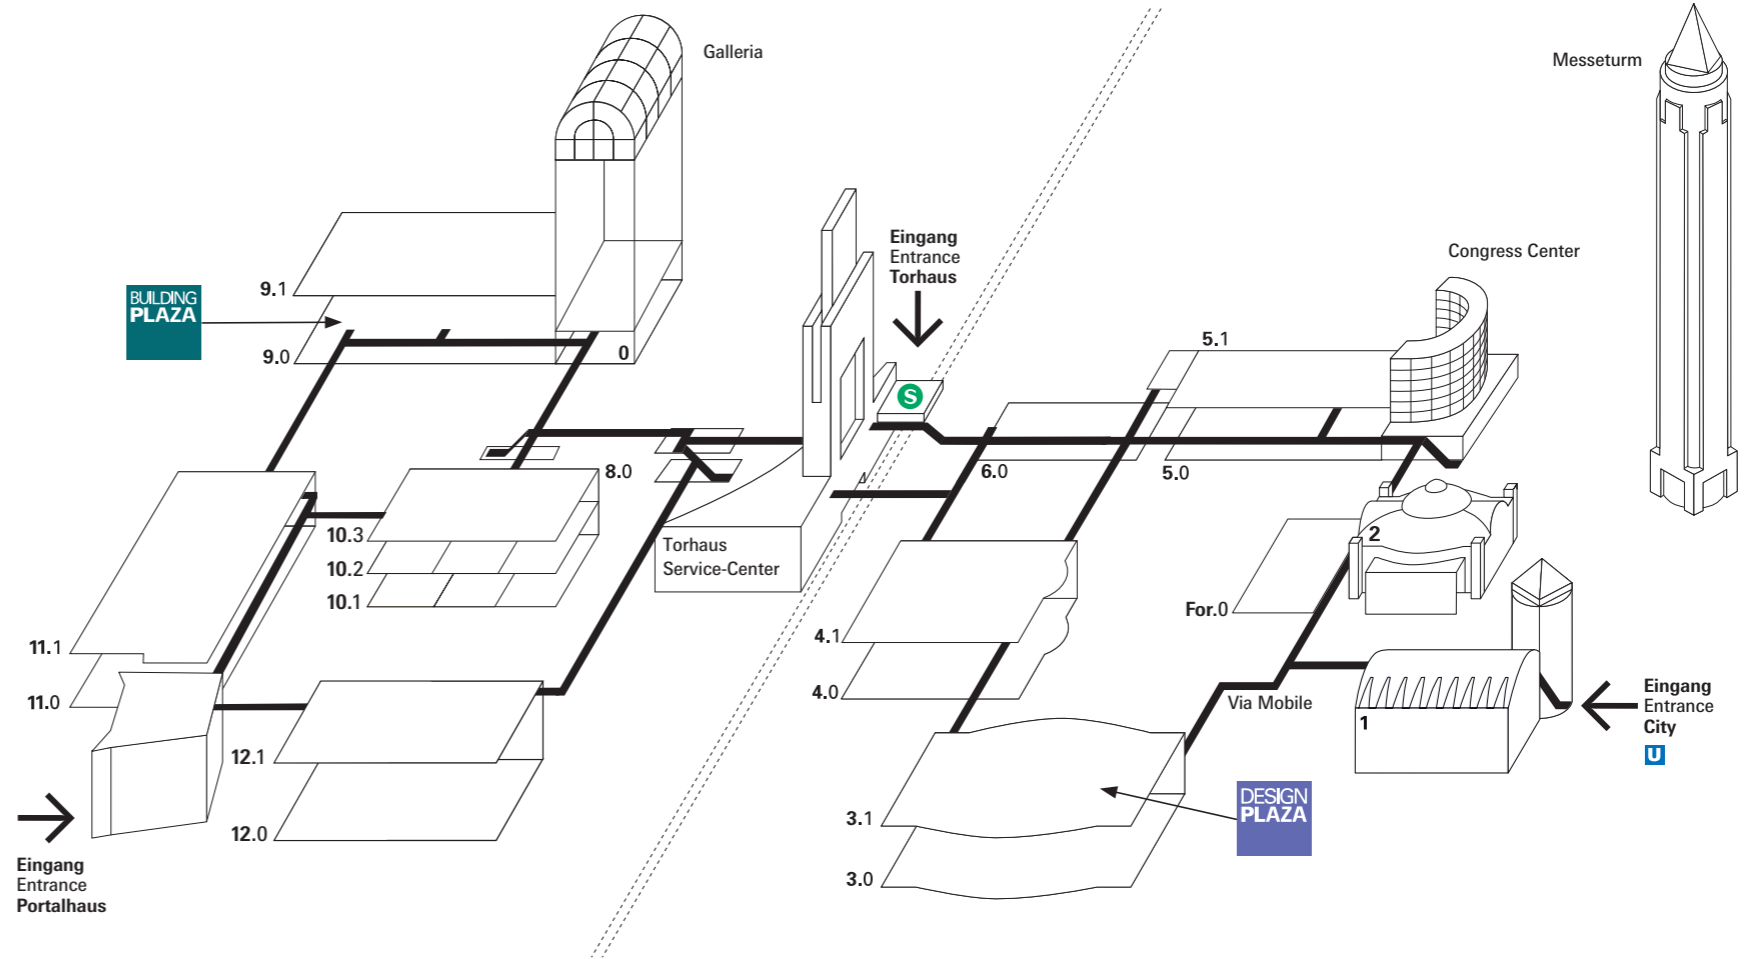 Galleria
Messeturm
Eingang
Entrance
Torhaus
Congress Center
9.1
BUILDING
PLAZA
9.0
0
S
5.1
8.0
6.0
5.0
10.3
10.2
10.1
Torhaus
Service-Center
2
For.0
11.1
11.0
4.1
4.0
Via Mobile
1
Eingang
Entrance
City
U
12.1
12.0
3.1
3.0
DESIGN
PLAZA
Eingang
Entrance
Portalhaus